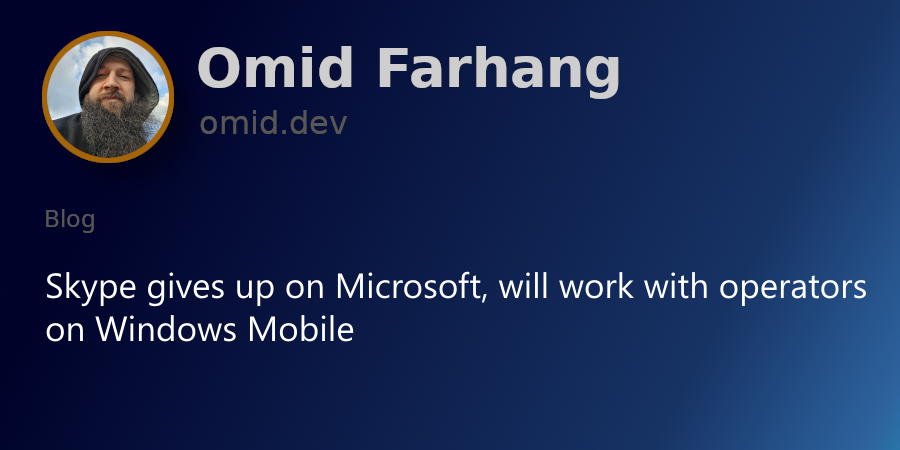 Omid Farhang
omid.dev
Blog
Skype gives up on Microsoft, will work with operators
on Windows Mobile